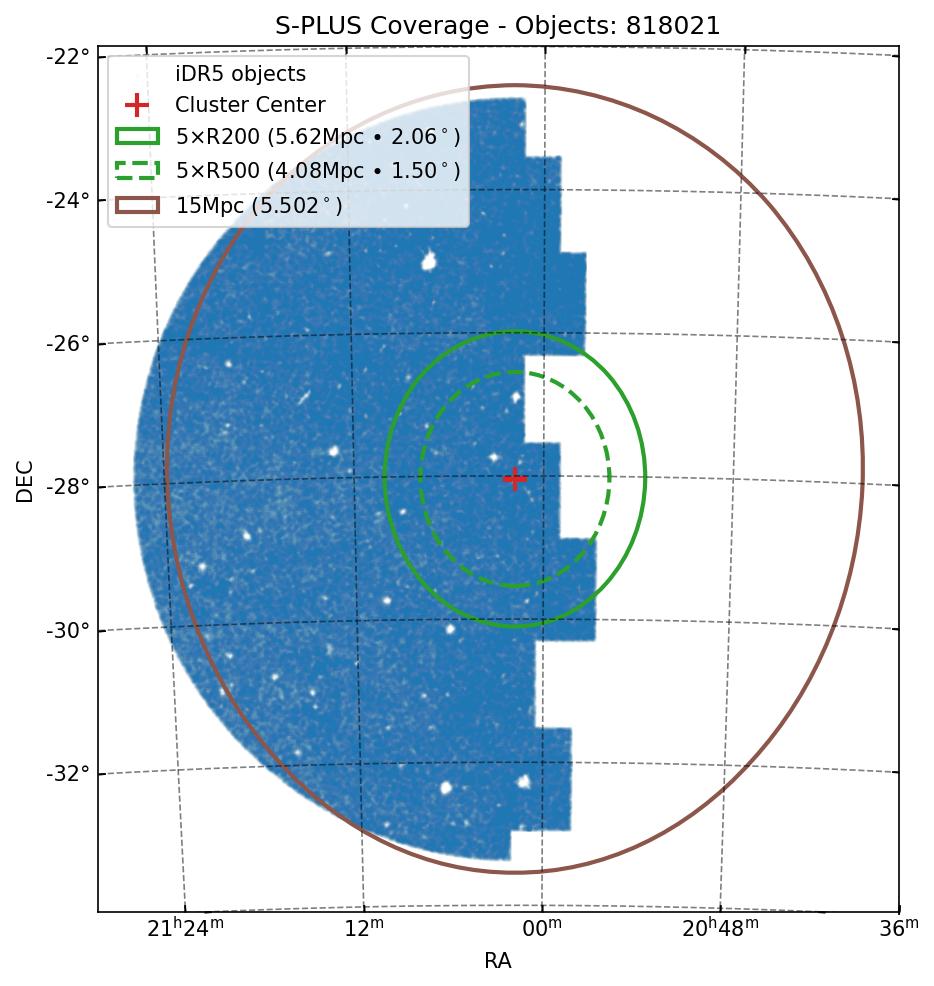 S-PLUS Coverage - Objects: 818021
iDR5 objects
Cluster Center
5×R200 (5.62Mpc • 2.06°)
5×R500 (4.08Mpc • 1.50°)
15Mpc (5.502°)
-22°
-24°
-26°
-28°
-30°
-32°
DEC
21ʰ24ᵐ 12ᵐ 00ᵐ 20ʰ48ᵐ 36ᵐ
RA